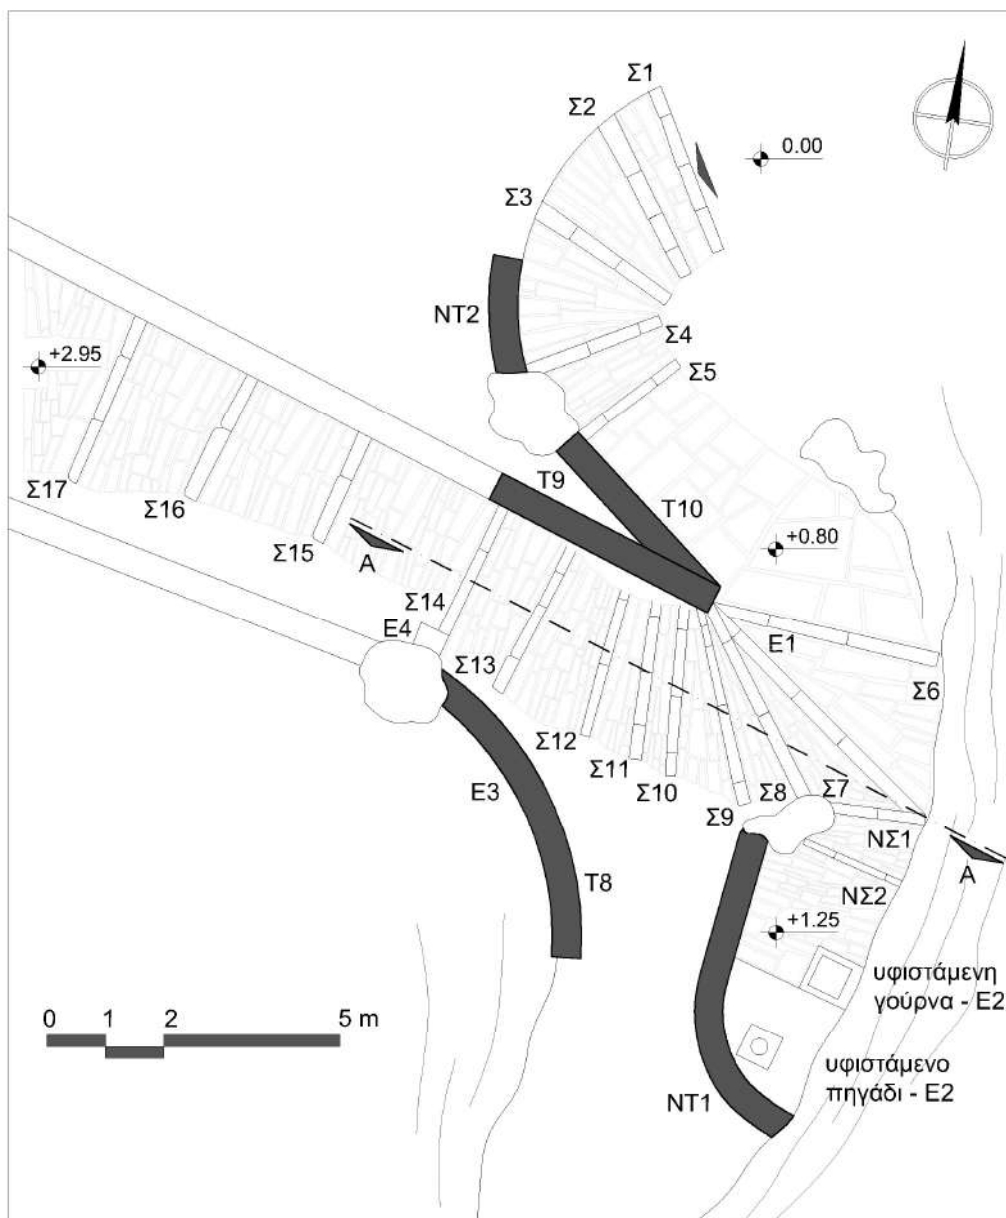 Σ1
Σ2
0.00
Σ3
ΝΤ2
Σ4
+2.95
Σ5
Τ9
Σ17
Σ16
Τ10
Σ15
Α
+0.80
Σ14
Ε4
Ε1
Σ13
Σ6
Σ12
Σ11
Σ10
Σ9
Σ8
Σ7
ΝΣ1
Ε3
Α
Τ8
ΝΣ2
+1.25
υφιστάμενη
γούρνα - Ε2
0 1 2 5 m
υφιστάμενο
πηγάδι - Ε2
ΝΤ1